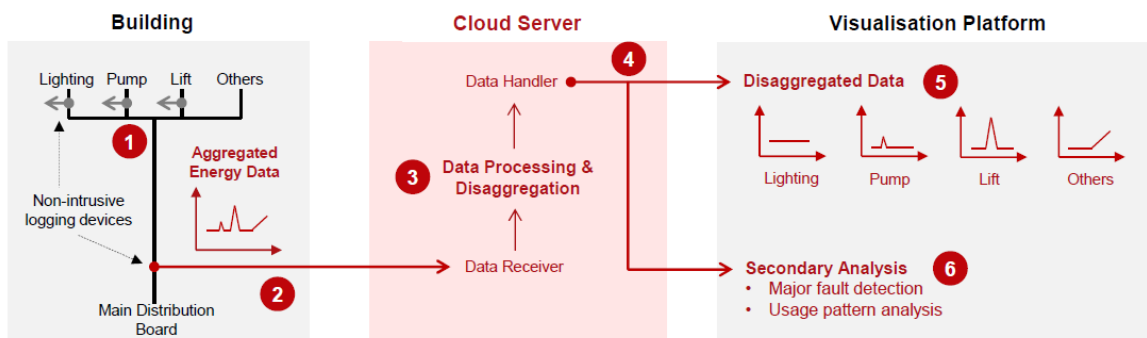 Building
Cloud Server
Visualisation Platform
Lighting Pump Lift Others
1
Aggregated
Energy Data
Non-intrusive
logging devices
2
Main Distribution
Board
4
Data Handler
3
Data Processing &
Disaggregation
Data Receiver
Disaggregated Data
5
Lighting Pump Lift Others
Secondary Analysis
6
• Major fault detection
• Usage pattern analysis